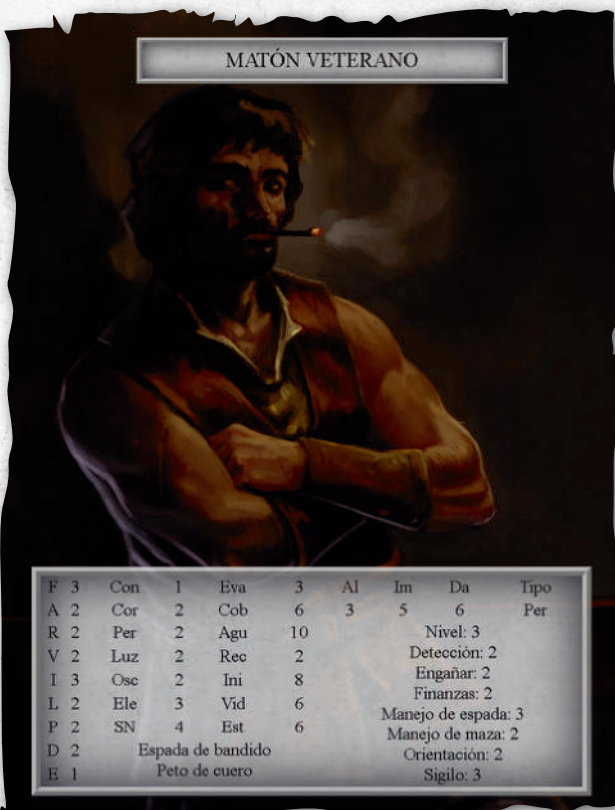 MATÓN VETERANO
F 3 Con 1 Eva 3 Al Im Da Tipo
A 2 Cor 2 Cob 6 3 5 6 Per
R 2 Per 2 Agu 10 Nivel: 3
V 2 Luz 2 Rec 2 Detección: 2
I 3 Osc 2 Ini 8 Engañar: 2
Finanzas: 2
L 2 Ele 3 Vid 6 Manejo de espada: 3
P 2 SN 4 Est 6 Manejo de maza: 2
D 2 Espada de bandido Orientación: 2
E 1 Peto de cuero Sigilo: 3